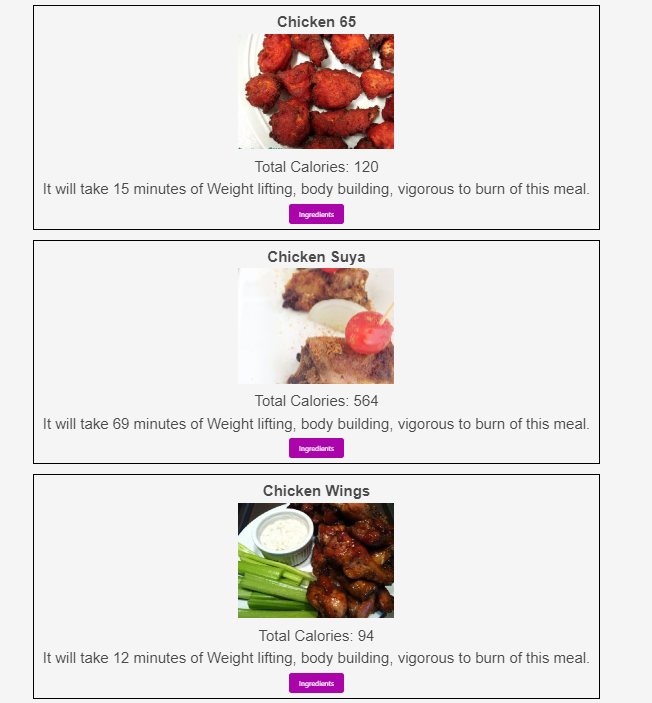 Chicken 65
Total Calories: 120
It will take 15 minutes of Weight lifting, body building, vigorous to burn of this meal.
Ingredients
Chicken Suya
Total Calories: 564
It will take 69 minutes of Weight lifting, body building, vigorous to burn of this meal.
Ingredients
Chicken Wings
Total Calories: 94
It will take 12 minutes of Weight lifting, body building, vigorous to burn of this meal.
Ingredients